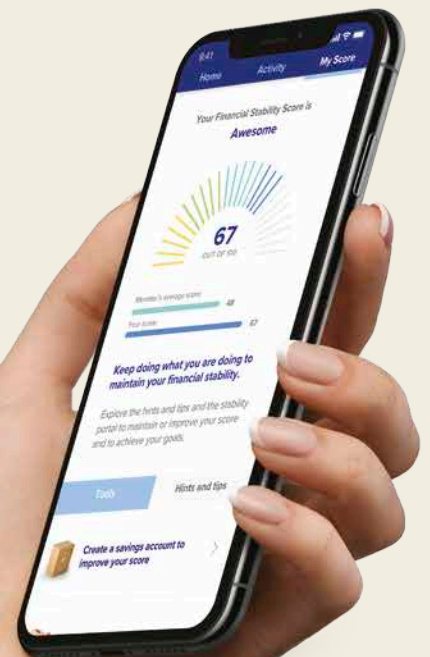 9:41
Home Activity My Score
Your Financial Stability Score is
Awesome
67
OUT OF 100
Member's average score 48
Your score 67
Keep doing what you are doing to
maintain your financial stability.
Explore the hints and tips and the stability
portal to maintain or improve your score
and to achieve your goals.
Tools Hints and tips
Create a savings account to
improve your score